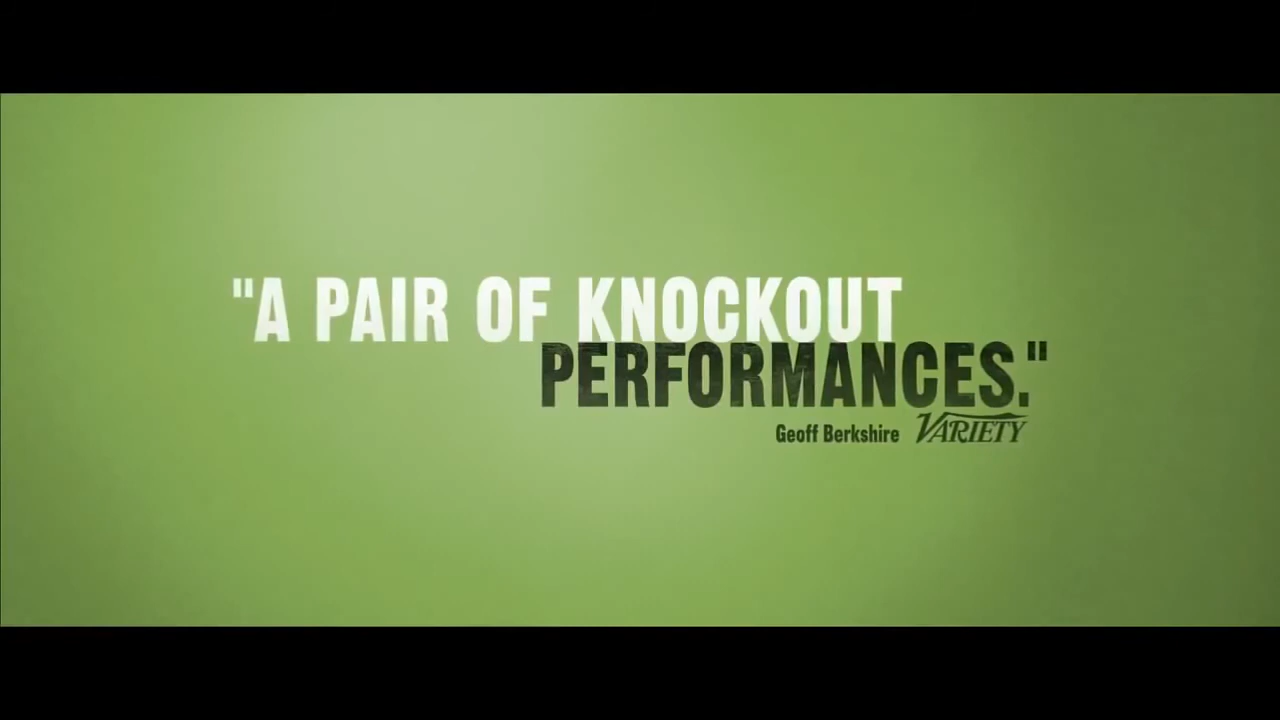 "A PAIR OF KNOCKOUT
PERFORMANCES."
Geoff Berkshire VARIETY